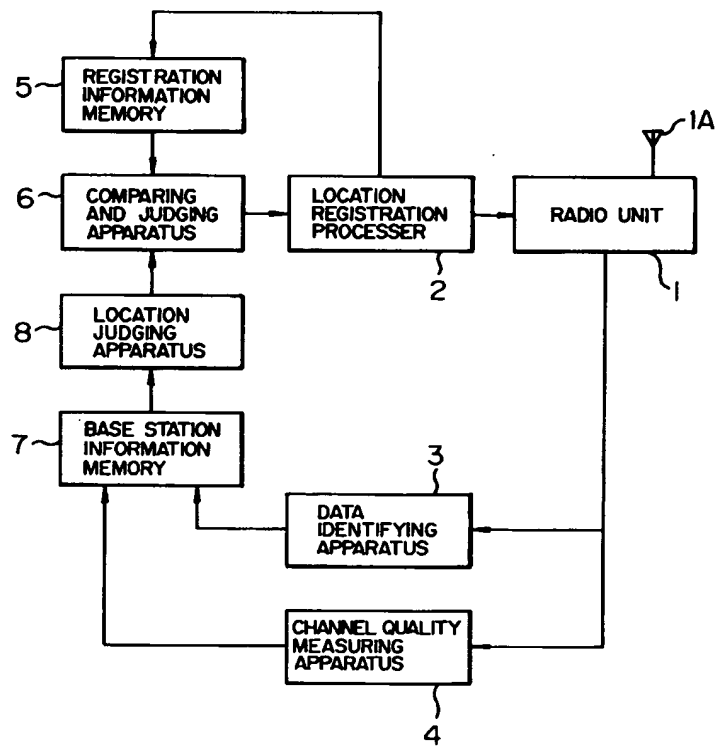 5
REGISTRATION
INFORMATION
MEMORY
1A
6
COMPARING
AND JUDGING
APPARATUS
LOCATION
REGISTRATION
PROCESSER
2
RADIO UNIT
1
8
LOCATION
JUDGING
APPARATUS
7
BASE STATION
INFORMATION
MEMORY
3
DATA
IDENTIFYING
APPARATUS
CHANNEL QUALITY
MEASURING
APPARATUS
4